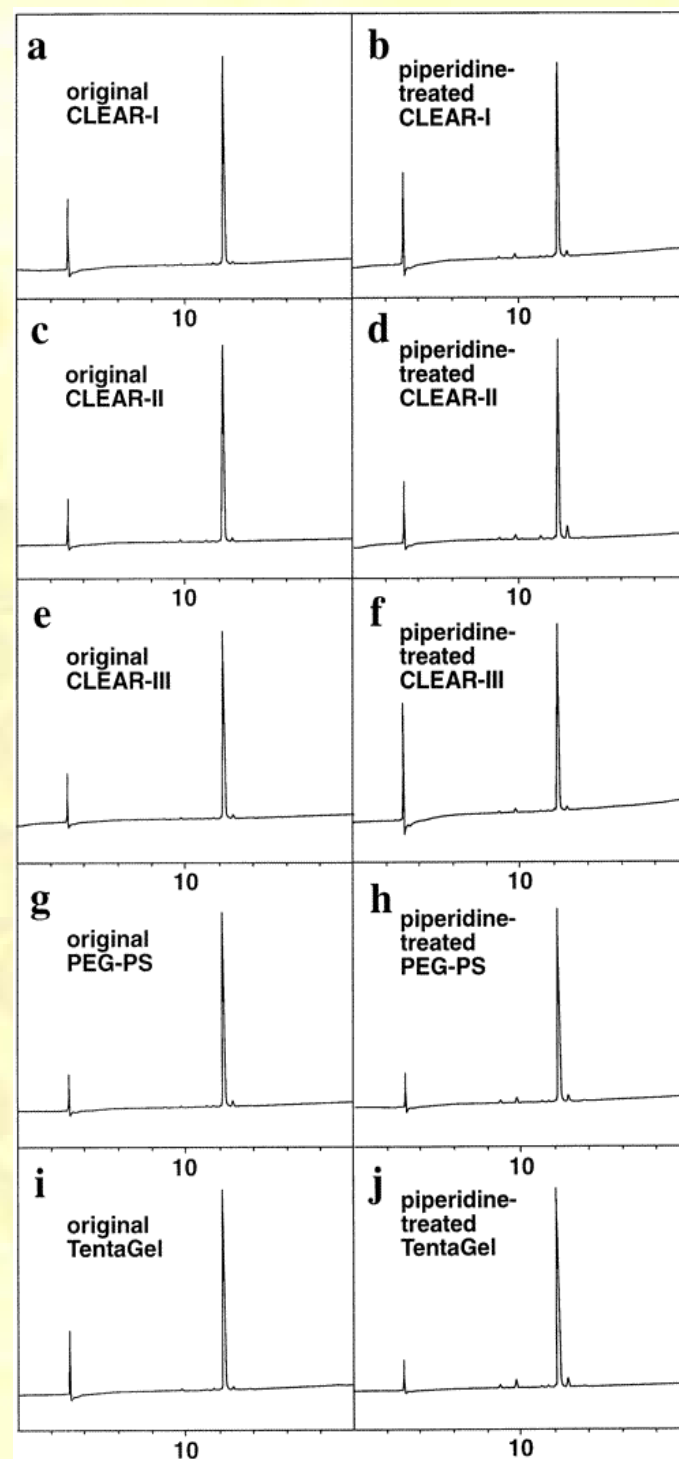 a
original
CLEAR-I
10
b
piperidine-
treated
CLEAR-I
10
c
original
CLEAR-II
10
d
piperidine-
treated
CLEAR-II
10
e
original
CLEAR-III
10
f
piperidine-
treated
CLEAR-III
10
g
original
PEG-PS
10
h
piperidine-
treated
PEG-PS
10
i
original
TentaGel
10
j
piperidine-
treated
TentaGel
10